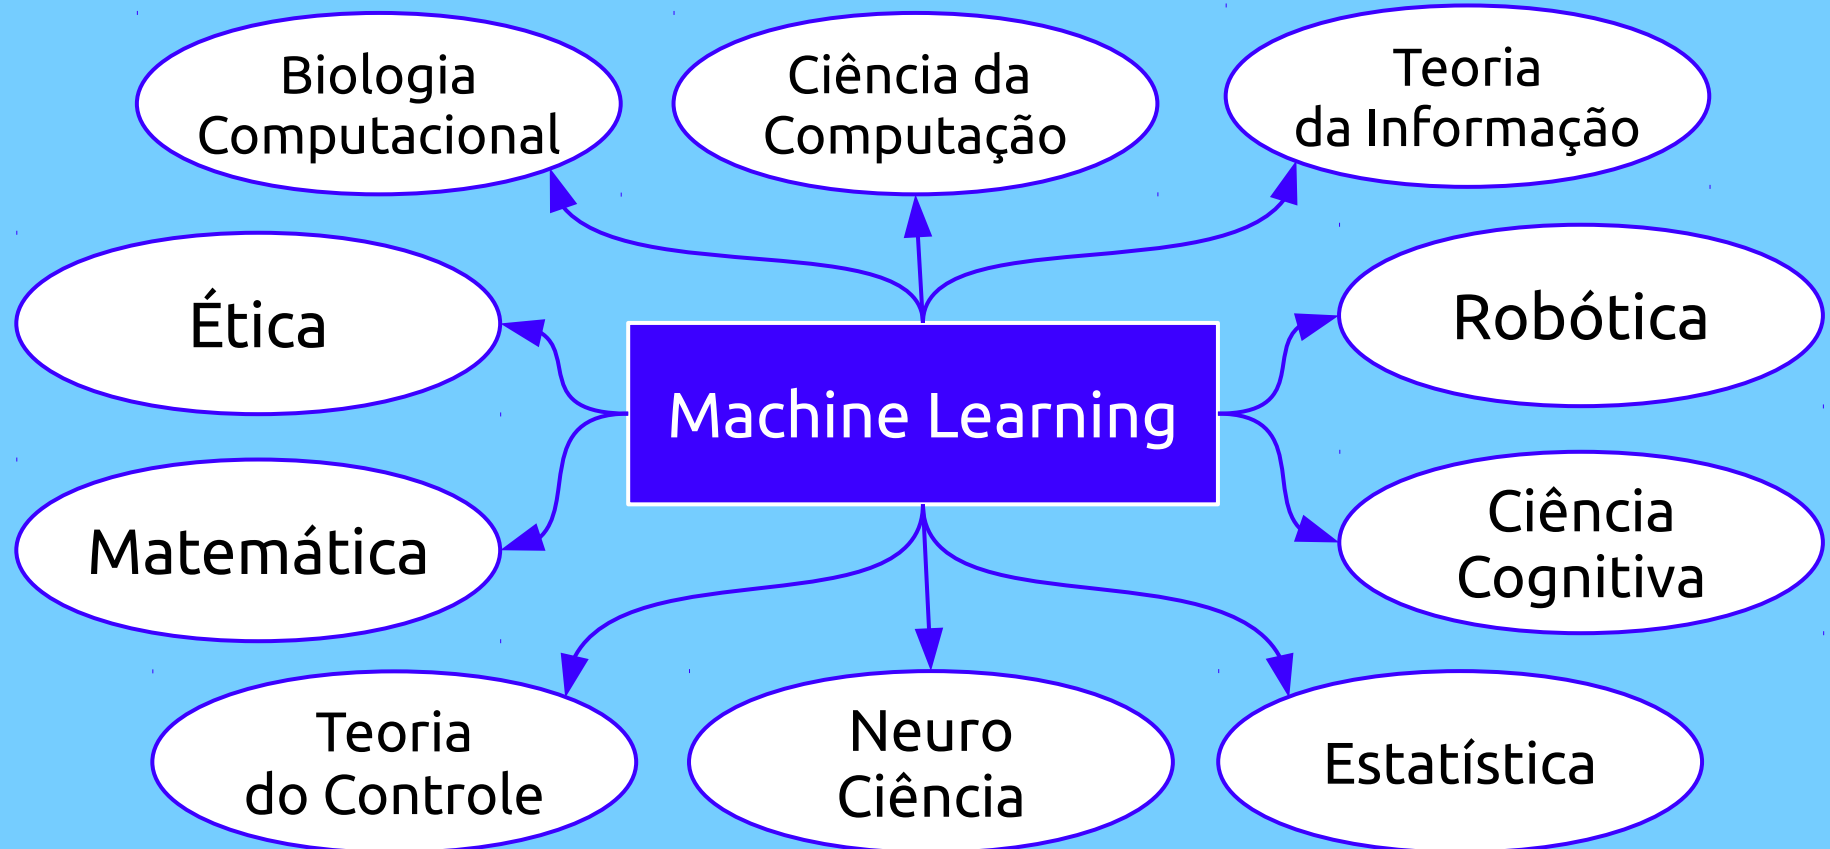 Biologia
Computacional
Ciência da
Computação
Teoria
da Informação
Ética
Robótica
Machine Learning
Matemática
Ciência
Cognitiva
Teoria
do Controle
Neuro
Ciência
Estatística